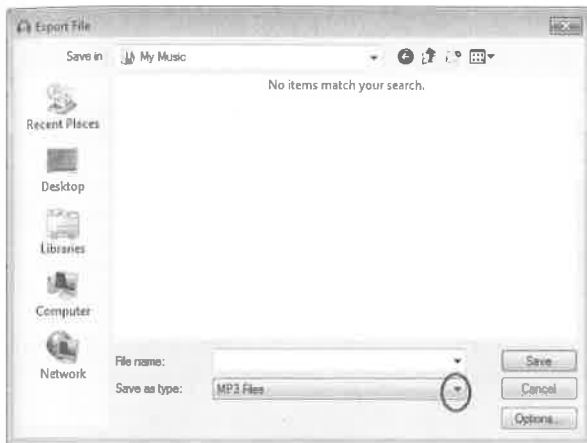 Export File
Save in
My Music
No items match your search.
Recent Places
Desktop
Libraries
Computer
Network
File name:
Save
Save as type:
MP3 Files
Cancel
Options...